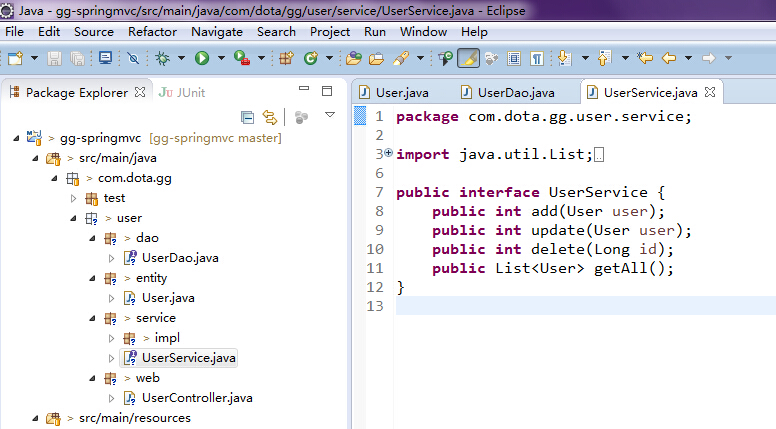 Java - gg-springmvc/src/main/java/com/dota/gg/user/service/UserService.java - Eclipse
File Edit Source Refactor Navigate Search Project Run Window Help
Package Explorer JUnit
> gg-springmvc [gg-springmvc master]
> src/main/java
> com.dota.gg
test
> user
> dao
UserDao.java
> entity
User.java
> service
> impl
UserService.java
> web
UserController.java
> src/main/resources
User.java UserDao.java UserService.java
1 package com.dota.gg.user.service;
2
3 import java.util.List;
6
7 public interface UserService {
8 public int add(User user);
9 public int update(User user);
10 public int delete(Long id);
11 public List<User> getAll();
12 }
13